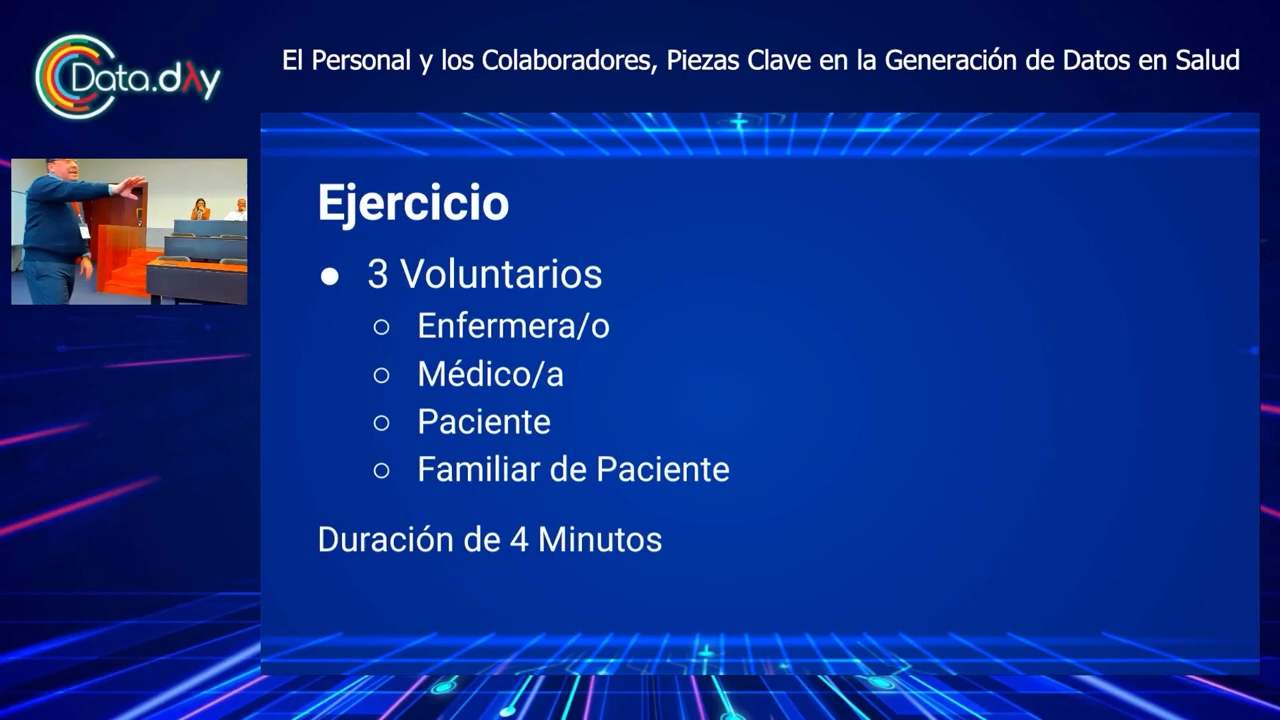 Data.dλy
El Personal y los Colaboradores, Piezas Clave en la Generación de Datos en Salud
Ejercicio
● 3 Voluntarios
○ Enfermera/o
○ Médico/a
○ Paciente
○ Familiar de Paciente
Duración de 4 Minutos